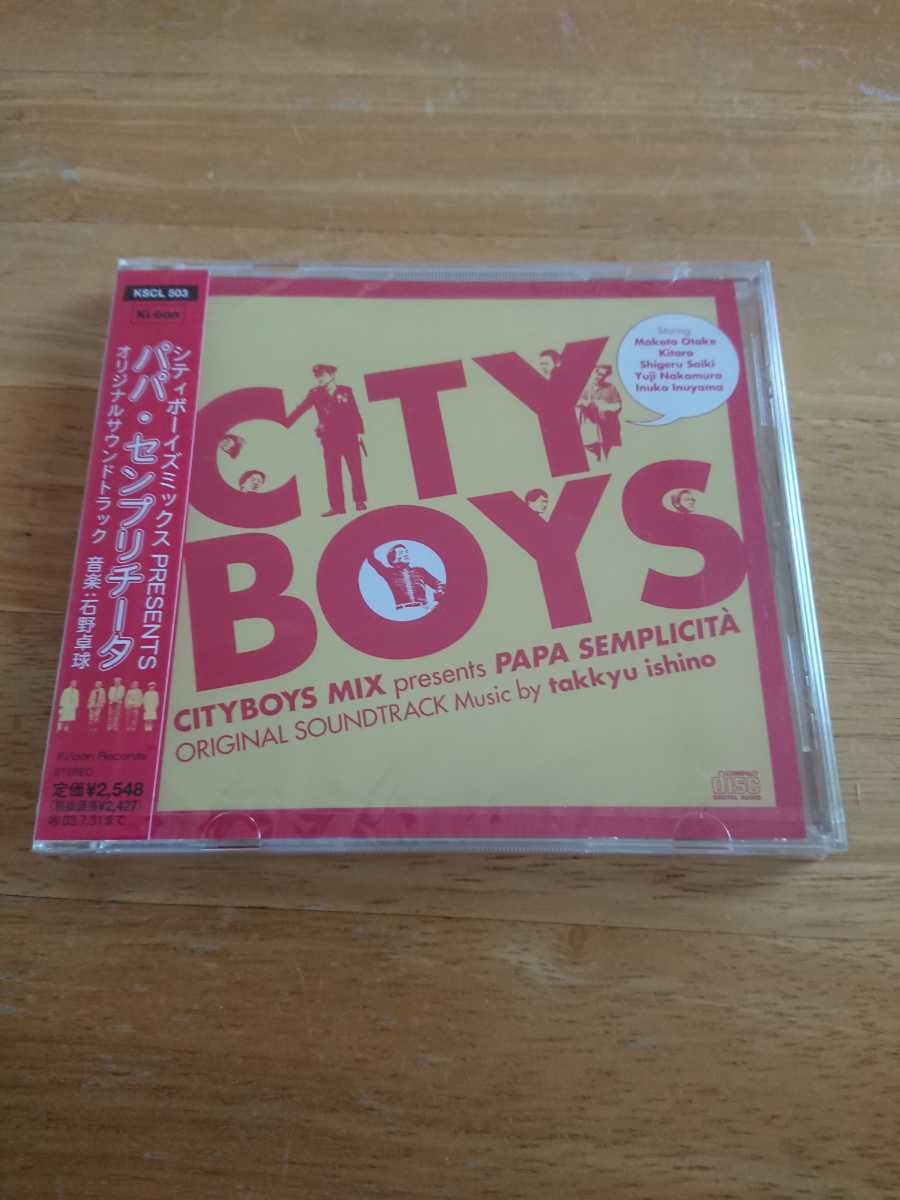 KSCL 503
Ki/oon
シティボーイズミックス PRESENTS
パパ・センプリチータ
オリジナルサウンドトラック 音楽:石野卓球
Ki/oon Records
STEREO
定価¥2,548
(税抜価格¥2,427)
03.7.31まで
CITY
BOYS
Staring
Makoto Otake
Kitaro
Shigeru Saiki
Yuji Nakamura
Inuko Inuyama
CITYBOYS MIX presents PAPA SEMPLICITÀ
ORIGINAL SOUNDTRACK Music by takkyu ishino
COMPACT
DISC
DIGITAL AUDIO